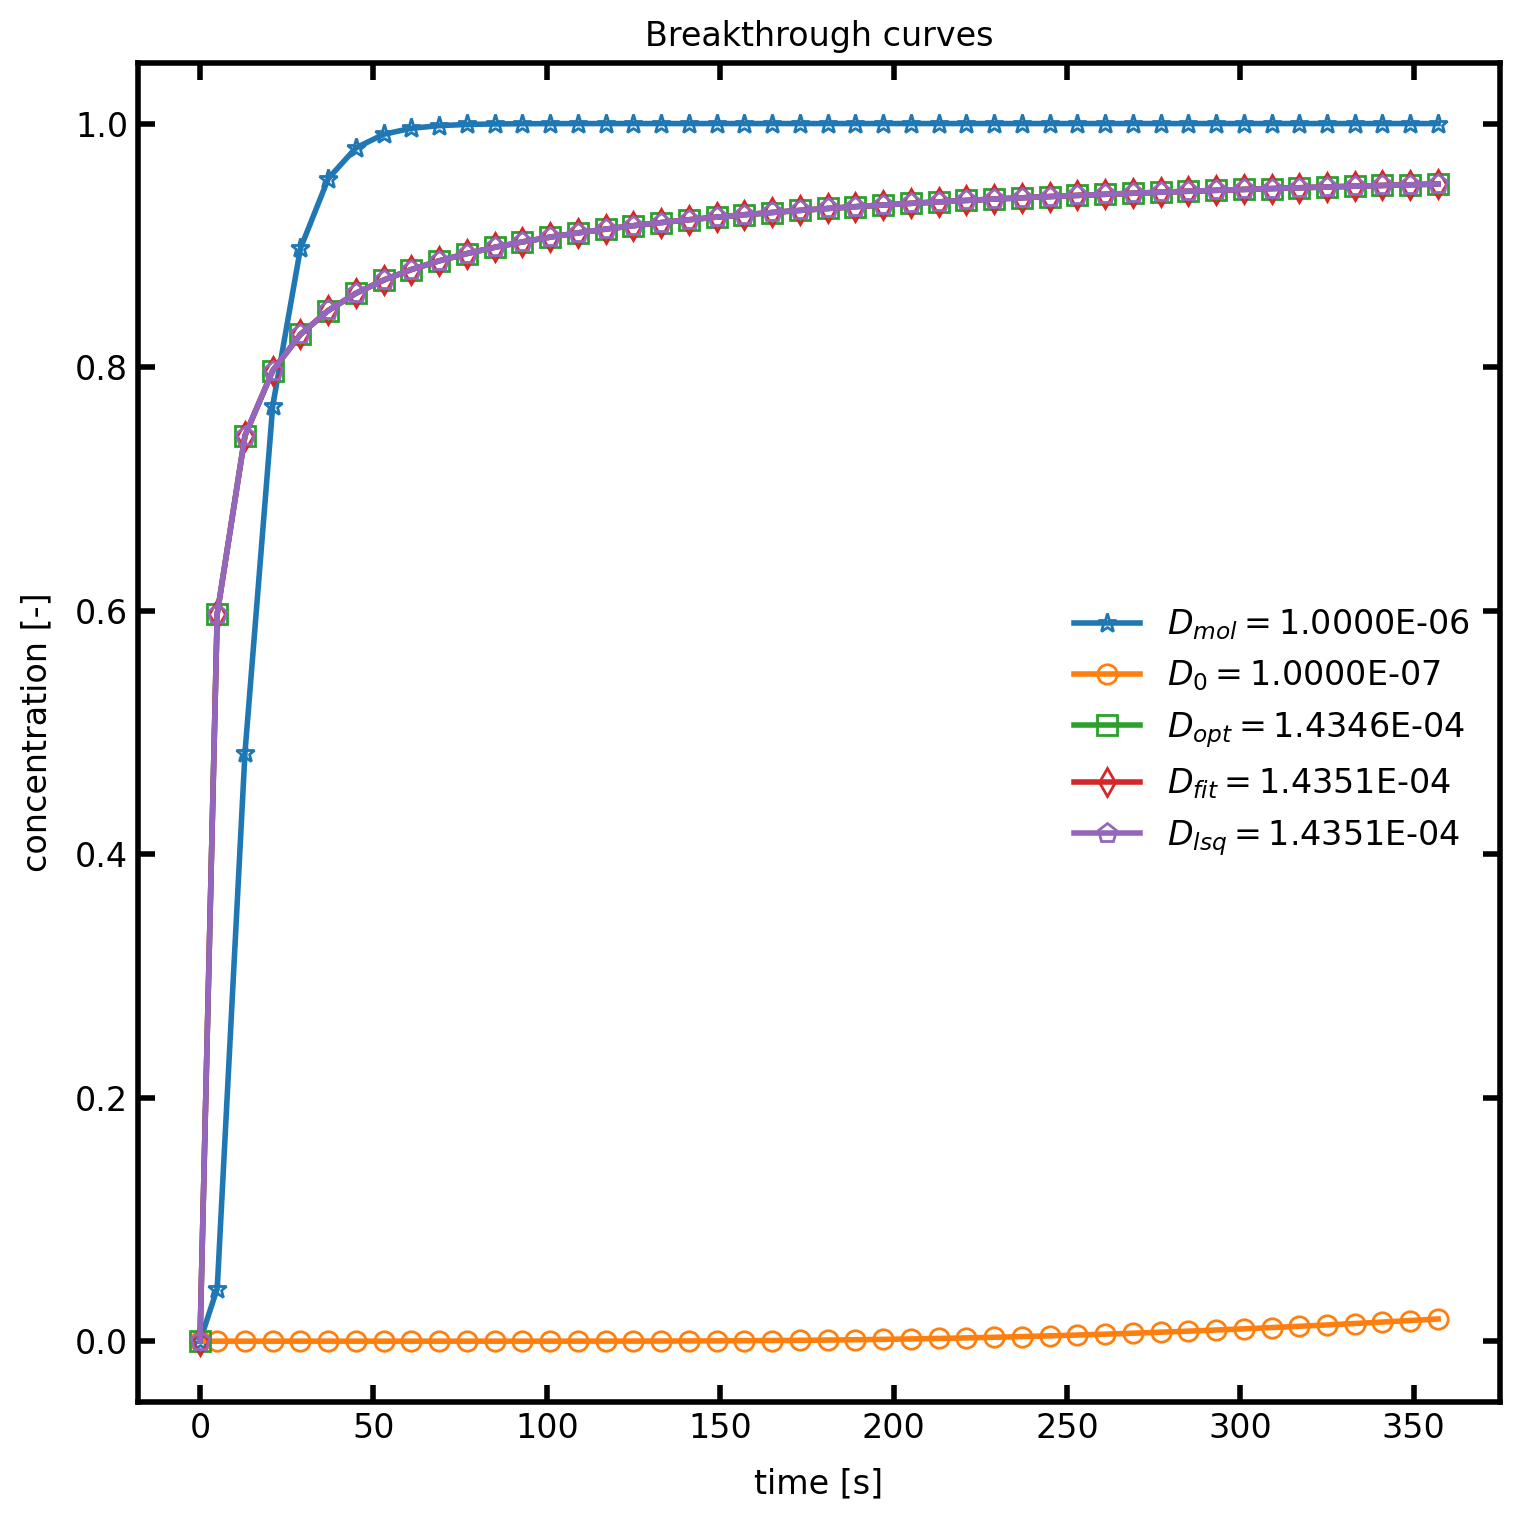 Breakthrough curves
concentration [-]
1.0
0.8
0.6
0.4
0.2
0.0
D_mol = 1.0000E-06
D_0 = 1.0000E-07
D_opt = 1.4346E-04
D_fit = 1.4351E-04
D_lsq = 1.4351E-04
0 50 100 150 200 250 300 350
time [s]